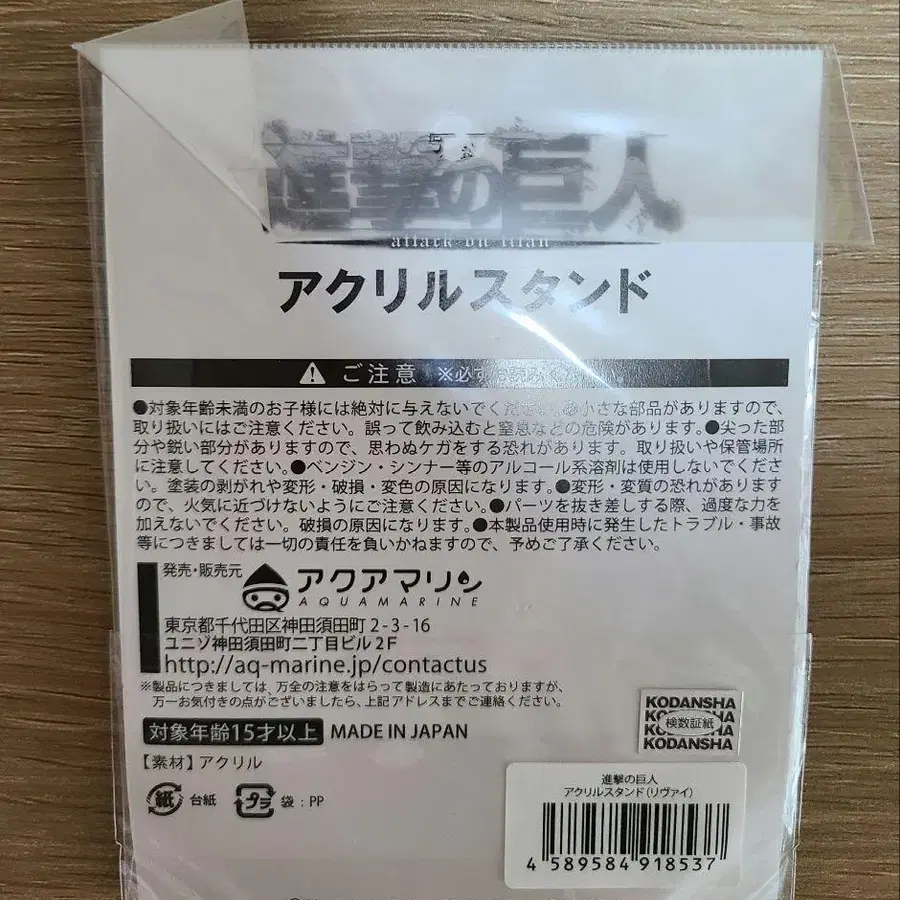 進撃の巨人
attack on titan
アクリルスタンド
ご注意 ※必ず
●対象年齢未満のお子様には絶対に与えないでください。●小さな部品がありますので、
取り扱いにはご注意ください。誤って飲み込むと窒息などの危険があります。●尖った部
分や鋭い部分がありますので、思わぬケガをする恐れがあります。取り扱いや保管場所
に注意してください。●ベンジン・シンナー等のアルコール系溶剤は使用しないでくださ
い。塗装の剥がれや変形・破損・変色の原因になります。●変形・変質の恐れがあります
ので、火気に近づけないようにご注意ください。●パーツを抜き差しする際、過度な力を
加えないでください。破損の原因になります。●本製品使用時に発生したトラブル・事故
等につきましては一切の責任を負いかねますので、予めご了承ください。
発売・販売元
アクアマリン
AQUAMARINE
東京都千代田区神田須田町2-3-16
ユニゾ神田須田町二丁目ビル2F
http://aq-marine.jp/contactus
※製品につきましては、万全の注意をはらって製造にあたっておりますが、
万一お気付きの点がございましたら、上記アドレスまでご連絡ください。
対象年齢15才以上 MADE IN JAPAN
【素材】アクリル
紙 台紙 プラ 袋:PP
KODANSHA
検数証紙
KODANSHA
進撃の巨人
アクリルスタンド(リヴァイ)
4 589584 918537